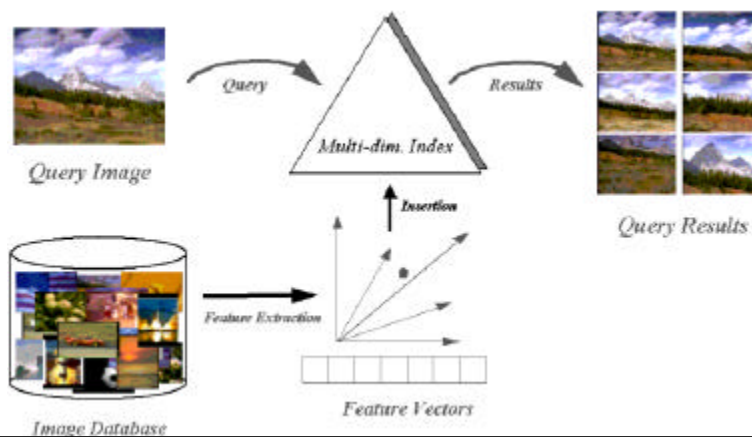 Query
Results
Multi-dim. Index
Query Image
Insertion
Query Results
Feature Extraction
Feature Vectors
Image Database